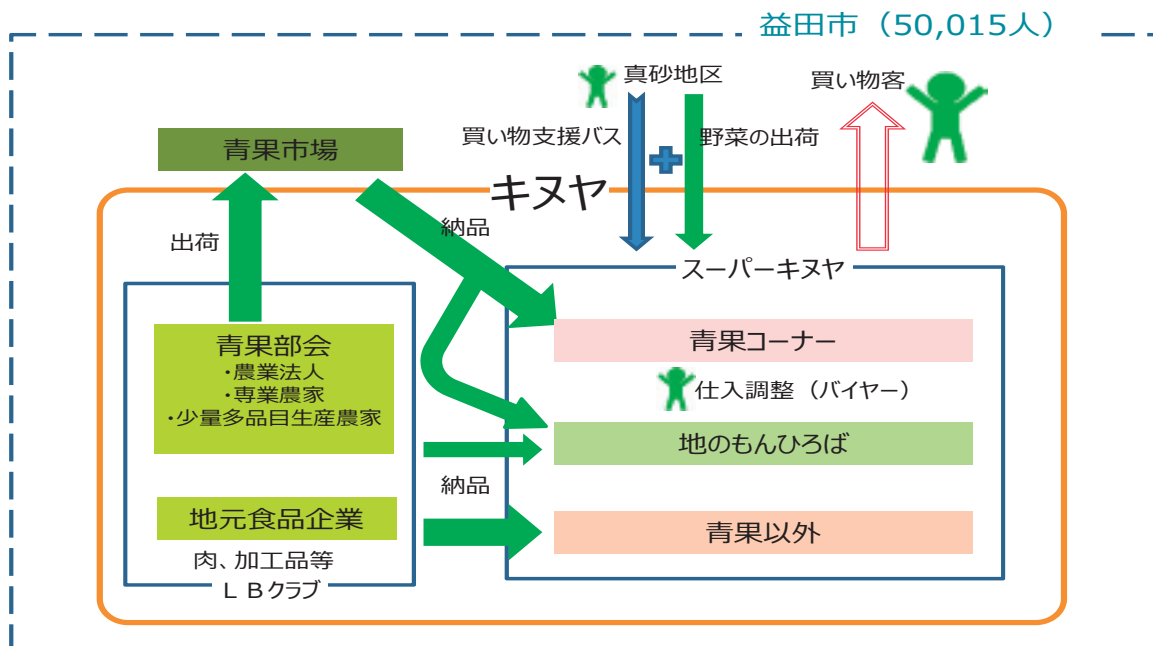 益田市（50,015人）
真砂地区
買い物客
買い物支援バス
野菜の出荷
青果市場
キヌヤ
納品
出荷
スーパーキヌヤ
青果部会
・農業法人
・専業農家
・少量多品目生産農家
青果コーナー
仕入調整（バイヤー）
地のもんひろば
納品
地元食品企業
青果以外
肉、加工品等
ＬＢクラブ